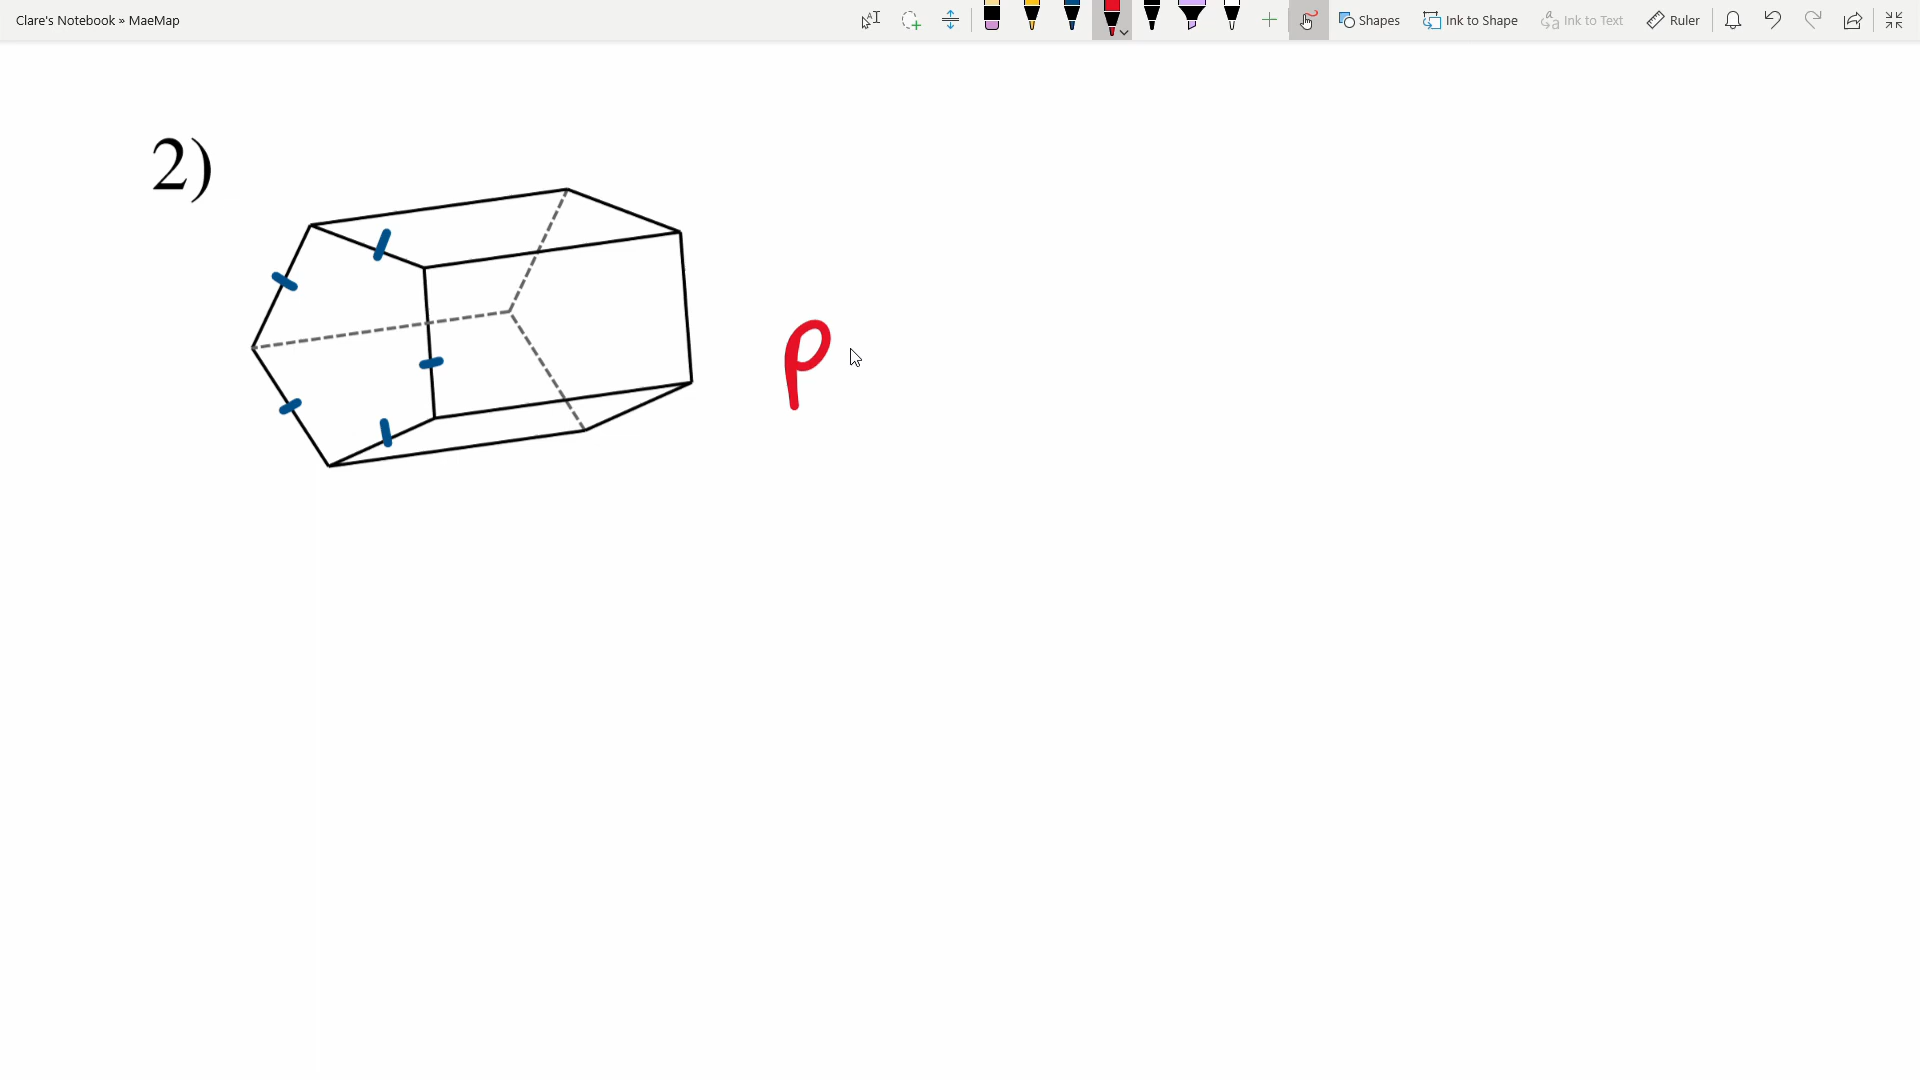 Clare's Notebook » MaeMap
Shapes
Ink to Shape
Ink to Text
Ruler
2)
P